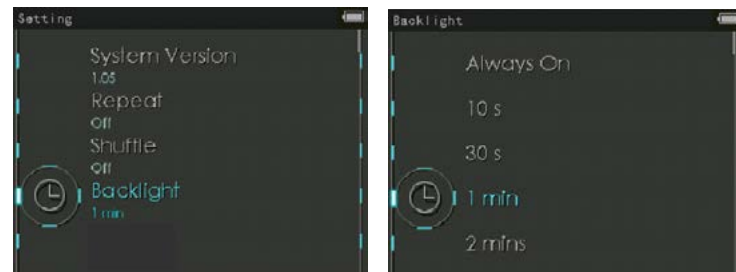 Setting
System Version
1.05
Repeat
Off
Shuffle
Off
Backlight
1 min
Backlight
Always On
10 s
30 s
1 min
2 mins